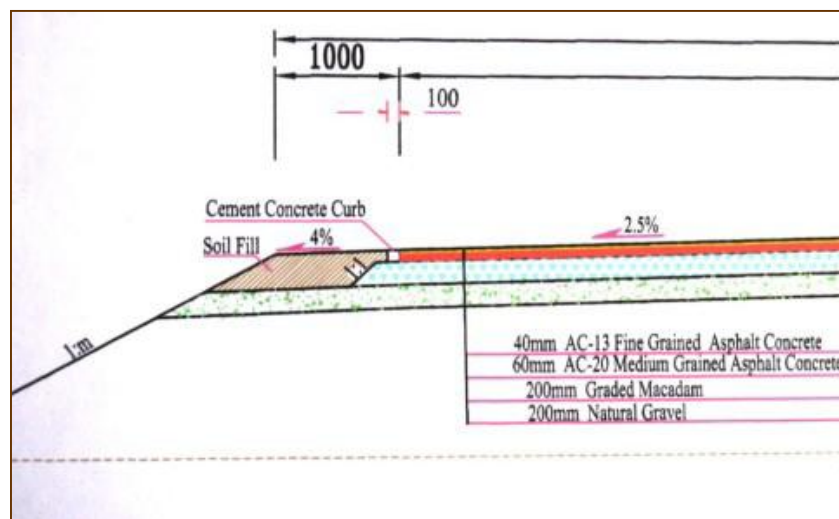 1000
100
Cement Concrete Curb
4%
2.5%
Soil Fill
1:1
1:m
40mm AC-13 Fine Grained Asphalt Concrete
60mm AC-20 Medium Grained Asphalt Concrete
200mm Graded Macadam
200mm Natural Gravel